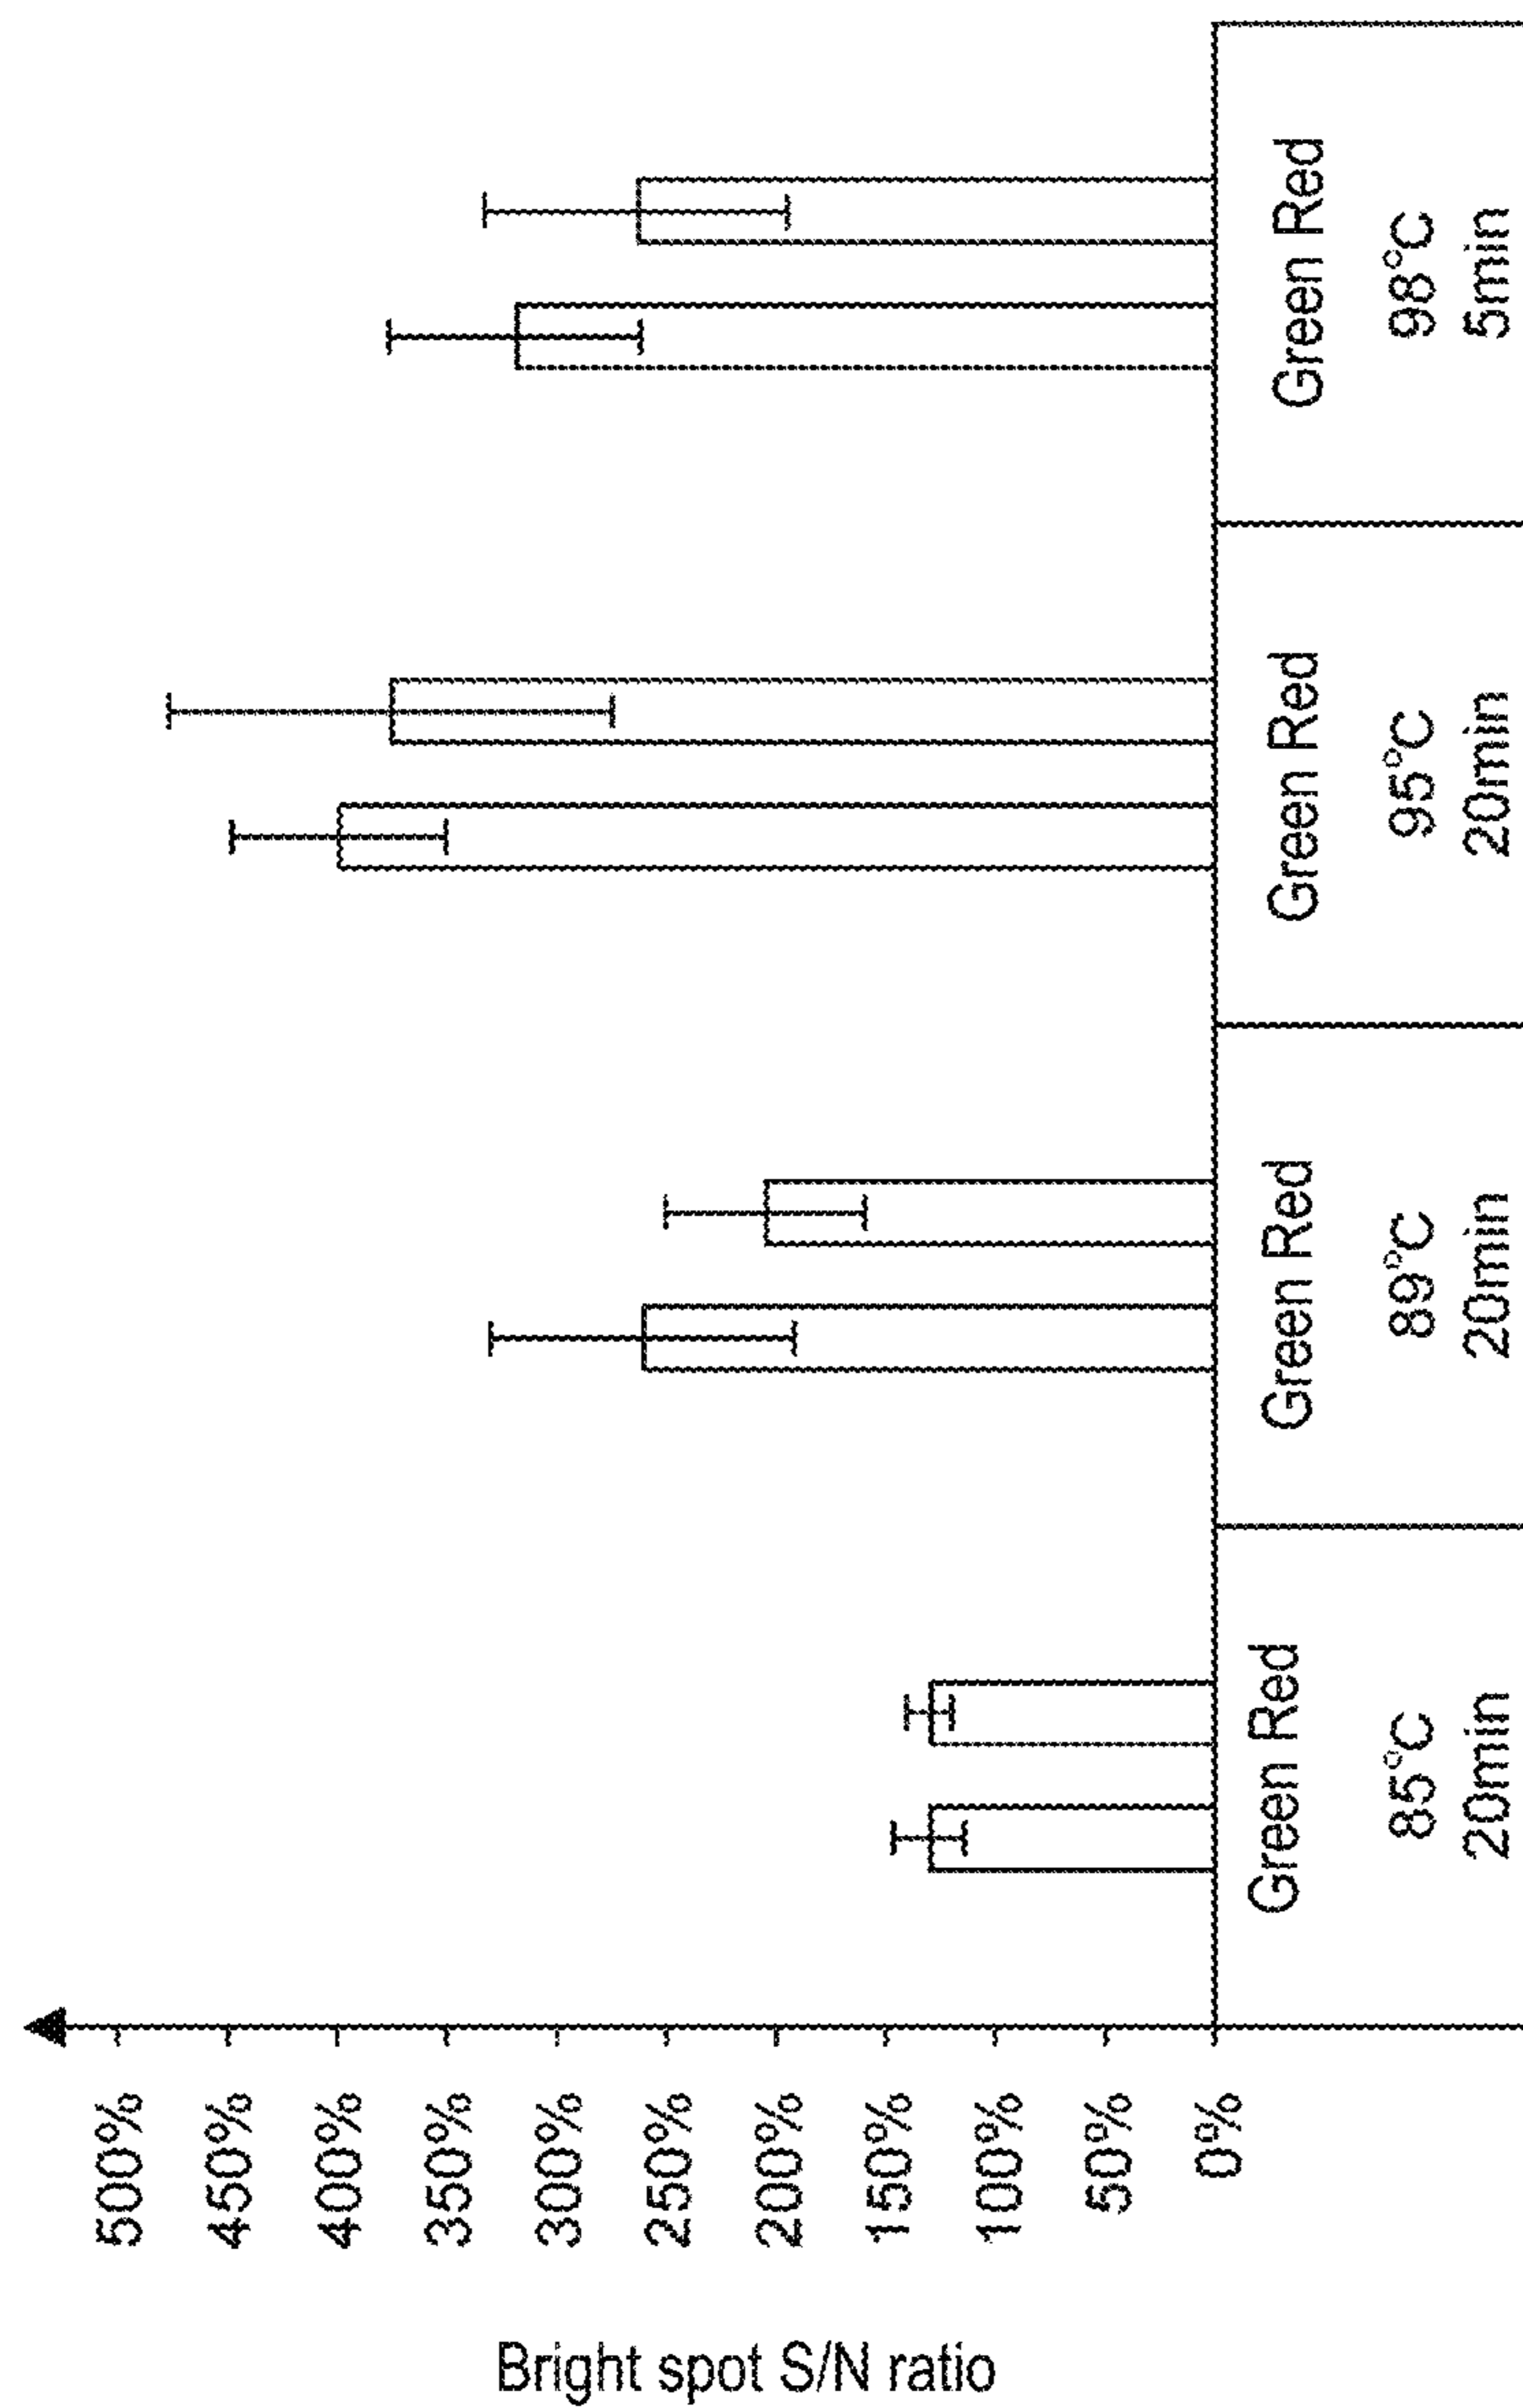 Bright spot S/N ratio
500%
450%
400%
350%
300%
250%
200%
150%
100%
50%
0%
Green Red
85°C
20min
Green Red
89°C
20min
Green Red
95°C
20min
Green Red
98°C
5min